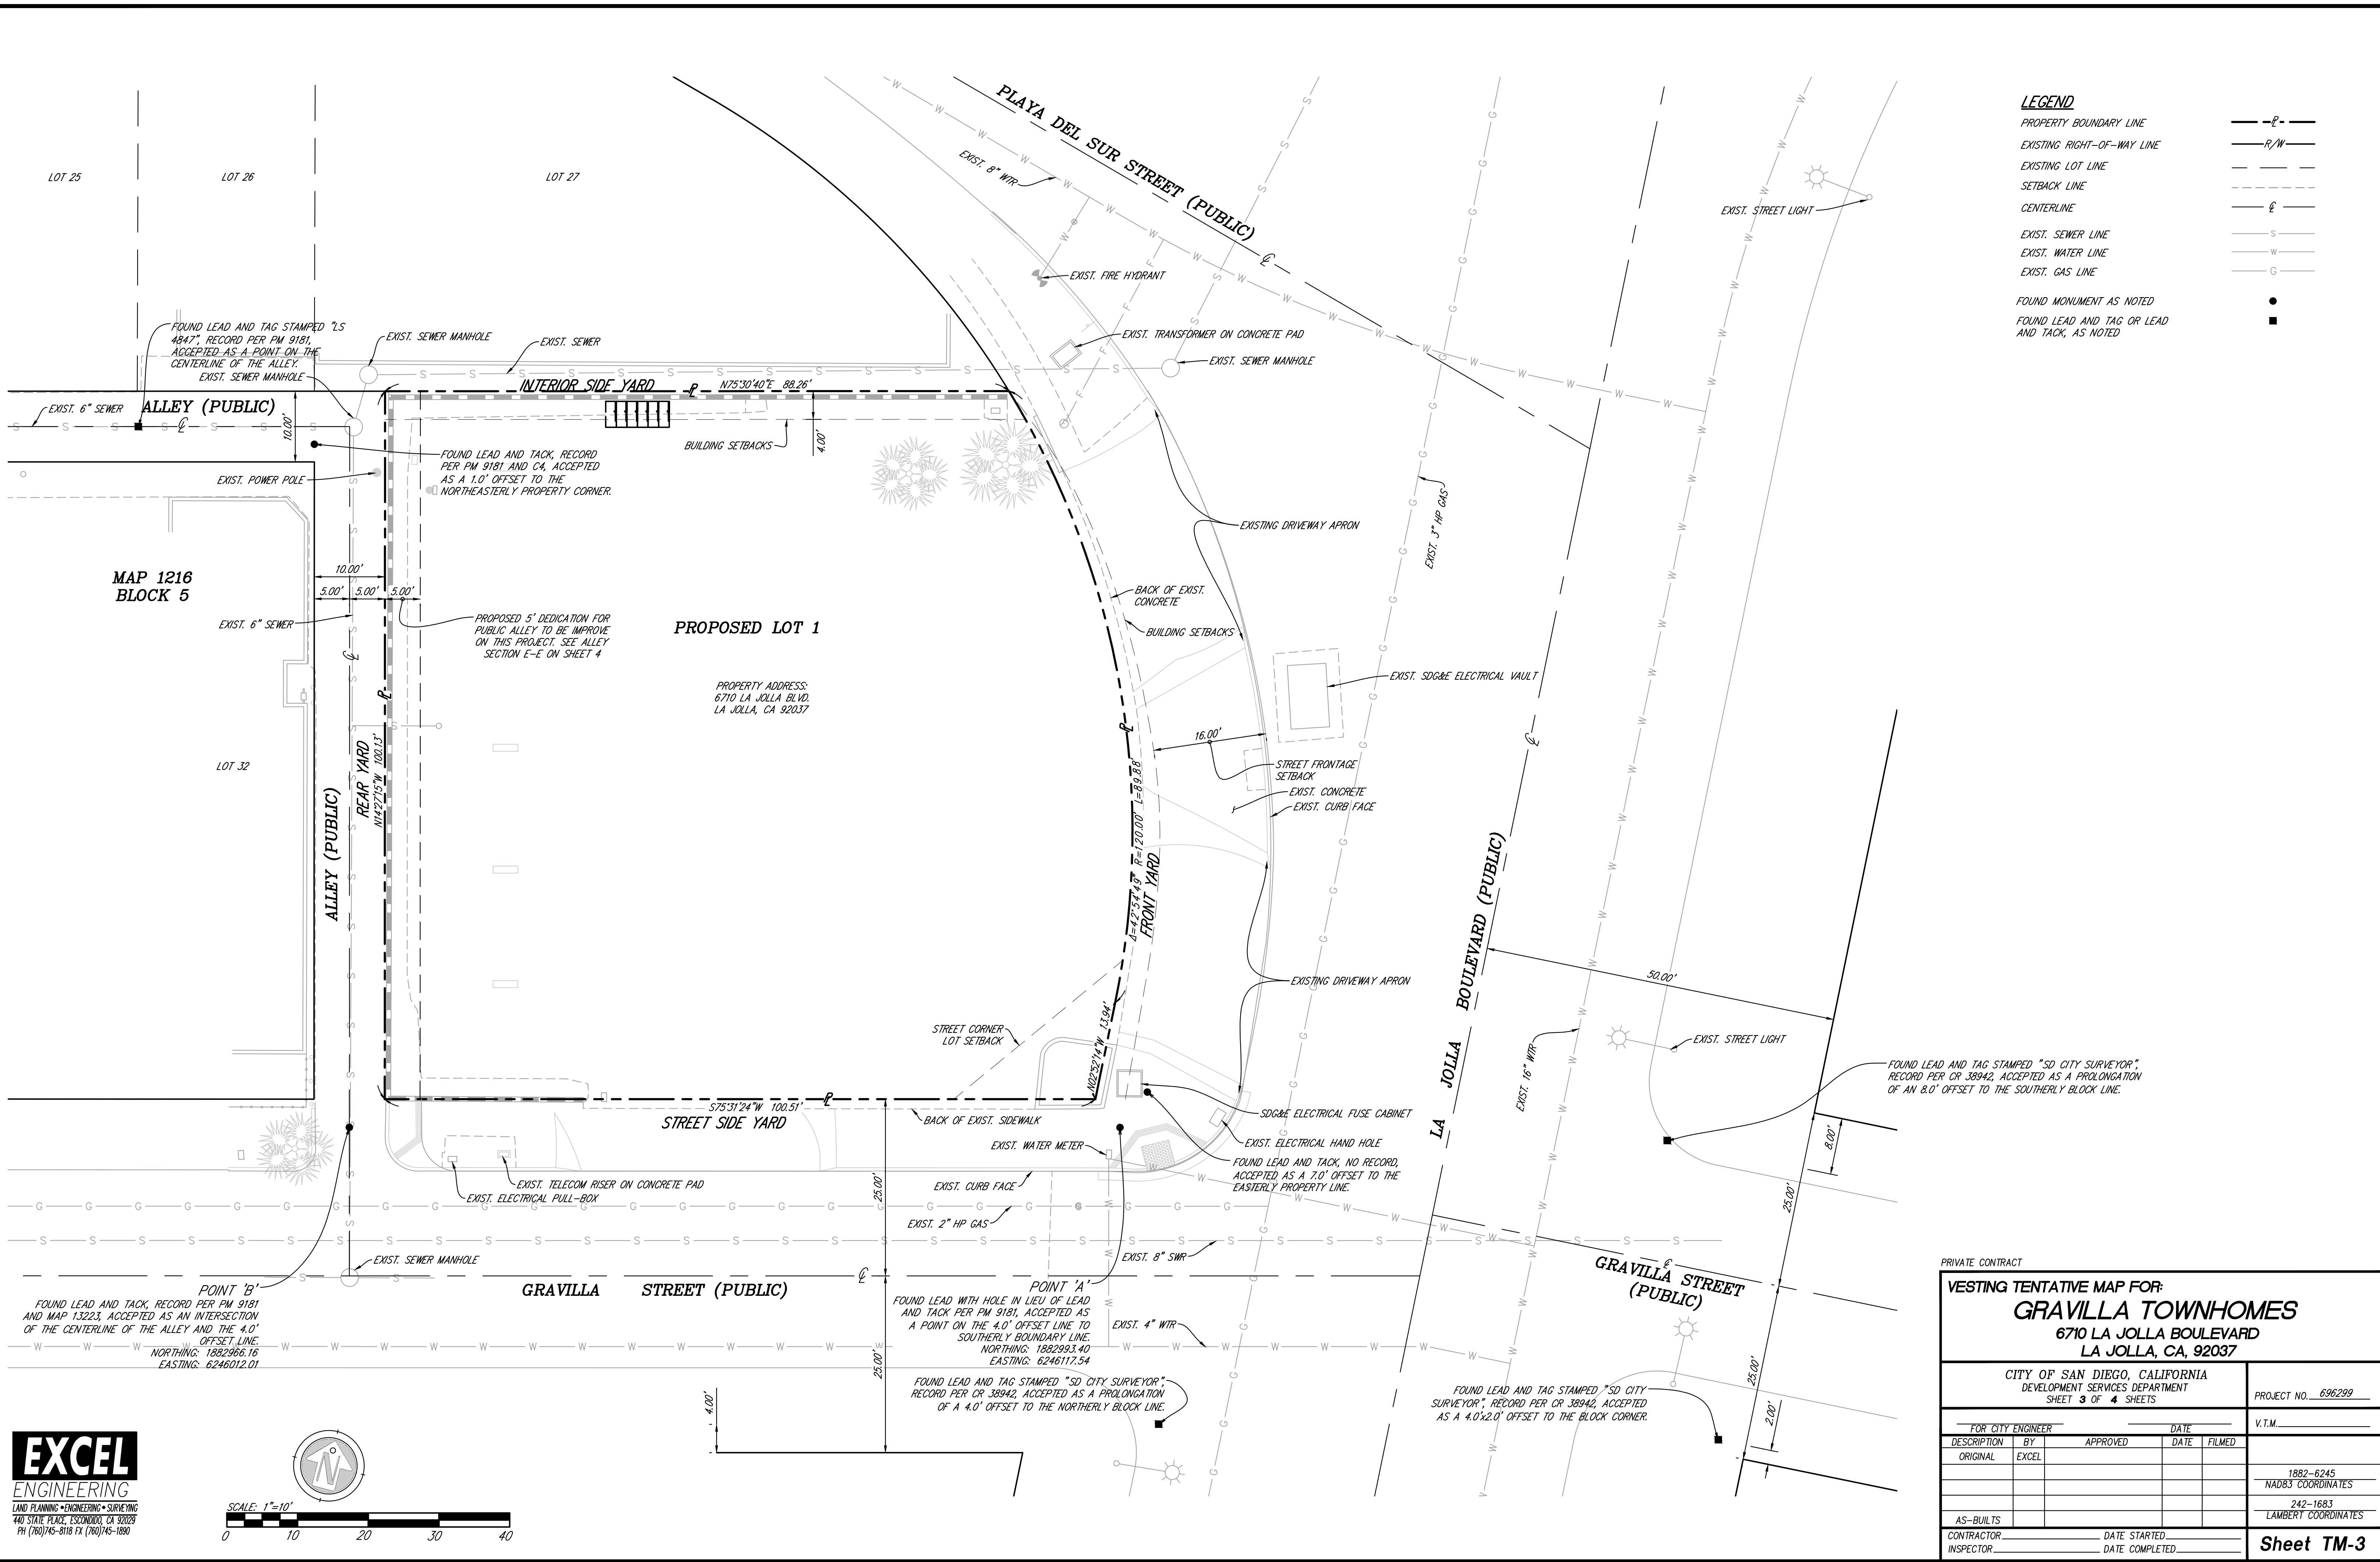 PLAYA DEL SUR STREET (PUBLIC)
EXIST. 8" WTR
LOT 25
LOT 26
LOT 27
EXIST. STREET LIGHT
LEGEND
PROPERTY BOUNDARY LINE
EXISTING RIGHT-OF-WAY LINE
R/W
EXISTING LOT LINE
SETBACK LINE
CENTERLINE
EXIST. SEWER LINE
S
EXIST. WATER LINE
W
EXIST. GAS LINE
G
FOUND MONUMENT AS NOTED
FOUND LEAD AND TAG OR LEAD
AND TACK, AS NOTED
EXIST. FIRE HYDRANT
EXIST. TRANSFORMER ON CONCRETE PAD
EXIST. SEWER MANHOLE
FOUND LEAD AND TAG STAMPED "LS
4847", RECORD PER PM 9181,
ACCEPTED AS A POINT ON THE
CENTERLINE OF THE ALLEY.
EXIST. SEWER MANHOLE
EXIST. SEWER MANHOLE
EXIST. SEWER
INTERIOR SIDE YARD
N75°30'40"E 88.26'
EXIST. 6" SEWER
ALLEY (PUBLIC)
10.00'
BUILDING SETBACKS
4.00'
FOUND LEAD AND TACK, RECORD
PER PM 9181 AND C4, ACCEPTED
AS A 1.0' OFFSET TO THE
NORTHEASTERLY PROPERTY CORNER.
EXIST. POWER POLE
EXISTING DRIVEWAY APRON
EXIST. 3" HP GAS
MAP 1216
BLOCK 5
10.00'
5.00' 5.00' 5.00'
EXIST. 6" SEWER
PROPOSED 5' DEDICATION FOR
PUBLIC ALLEY TO BE IMPROVE
ON THIS PROJECT. SEE ALLEY
SECTION E-E ON SHEET 4
PROPOSED LOT 1
BACK OF EXIST.
CONCRETE
BUILDING SETBACKS
PROPERTY ADDRESS:
6710 LA JOLLA BLVD.
LA JOLLA, CA 92037
EXIST. SDG&E ELECTRICAL VAULT
16.00'
STREET FRONTAGE
SETBACK
EXIST. CONCRETE
EXIST. CURB FACE
LOT 32
ALLEY (PUBLIC)
REAR YARD
N14°27'15"W 100.13'
Δ=42°54'49" R=120.00' L=89.88'
FRONT YARD
LA JOLLA BOULEVARD (PUBLIC)
EXISTING DRIVEWAY APRON
50.00'
STREET CORNER
LOT SETBACK
N02°52'14"W 13.94'
EXIST. 16" WTR
EXIST. STREET LIGHT
FOUND LEAD AND TAG STAMPED "SD CITY SURVEYOR",
RECORD PER CR 38942, ACCEPTED AS A PROLONGATION
OF AN 8.0' OFFSET TO THE SOUTHERLY BLOCK LINE.
S75°31'24"W 100.51'
STREET SIDE YARD
BACK OF EXIST. SIDEWALK
SDG&E ELECTRICAL FUSE CABINET
EXIST. WATER METER
EXIST. ELECTRICAL HAND HOLE
FOUND LEAD AND TACK, NO RECORD,
ACCEPTED AS A 7.0' OFFSET TO THE
EASTERLY PROPERTY LINE.
8.00'
25.00'
EXIST. TELECOM RISER ON CONCRETE PAD
EXIST. ELECTRICAL PULL-BOX
EXIST. CURB FACE
25.00'
EXIST. 2" HP GAS
EXIST. 8" SWR
EXIST. SEWER MANHOLE
GRAVILLA STREET (PUBLIC)
GRAVILLA STREET
(PUBLIC)
POINT 'B'
FOUND LEAD AND TACK, RECORD PER PM 9181
AND MAP 13223, ACCEPTED AS AN INTERSECTION
OF THE CENTERLINE OF THE ALLEY AND THE 4.0'
OFFSET LINE.
NORTHING: 1882966.16
EASTING: 6246012.01
POINT 'A'
FOUND LEAD WITH HOLE IN LIEU OF LEAD
AND TACK PER PM 9181, ACCEPTED AS
A POINT ON THE 4.0' OFFSET LINE TO
SOUTHERLY BOUNDARY LINE.
NORTHING: 1882993.40
EASTING: 6246117.54
EXIST. 4" WTR
25.00'
25.00'
FOUND LEAD AND TAG STAMPED "SD CITY SURVEYOR",
RECORD PER CR 38942, ACCEPTED AS A PROLONGATION
OF A 4.0' OFFSET TO THE NORTHERLY BLOCK LINE.
4.00'
FOUND LEAD AND TAG STAMPED "SD CITY
SURVEYOR", RECORD PER CR 38942, ACCEPTED
AS A 4.0'x2.0' OFFSET TO THE BLOCK CORNER.
2.00'
EXCEL
ENGINEERING
LAND PLANNING • ENGINEERING • SURVEYING
440 STATE PLACE, ESCONDIDO, CA 92029
PH (760)745-8118 FX (760)745-1890
N
SCALE: 1"=10'
0 10 20 30 40
PRIVATE CONTRACT
VESTING TENTATIVE MAP FOR:
GRAVILLA TOWNHOMES
6710 LA JOLLA BOULEVARD
LA JOLLA, CA, 92037
CITY OF SAN DIEGO, CALIFORNIA
DEVELOPMENT SERVICES DEPARTMENT
SHEET 3 OF 4 SHEETS
PROJECT NO. 696299
FOR CITY ENGINEER DATE
V.T.M.
DESCRIPTION BY APPROVED DATE FILMED
ORIGINAL EXCEL
1882-6245
NAD83 COORDINATES
242-1683
LAMBERT COORDINATES
AS-BUILTS
CONTRACTOR DATE STARTED
INSPECTOR DATE COMPLETED
Sheet TM-3